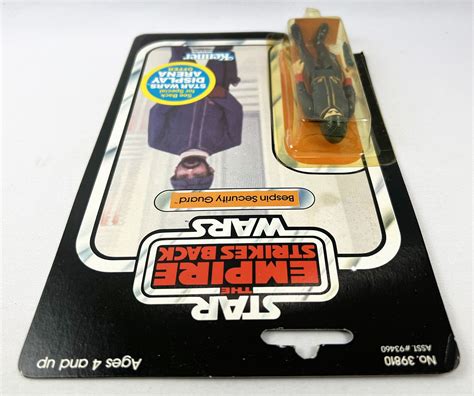 No. 39810
ASST. #93460
Ages 4 and up
STAR
THE
EMPIRE
STRIKES BACK
WARS
Bespin Security Guard
Kenner
See Back
for Special
STAR WARS
DISPLAY
ARENA
OFFER